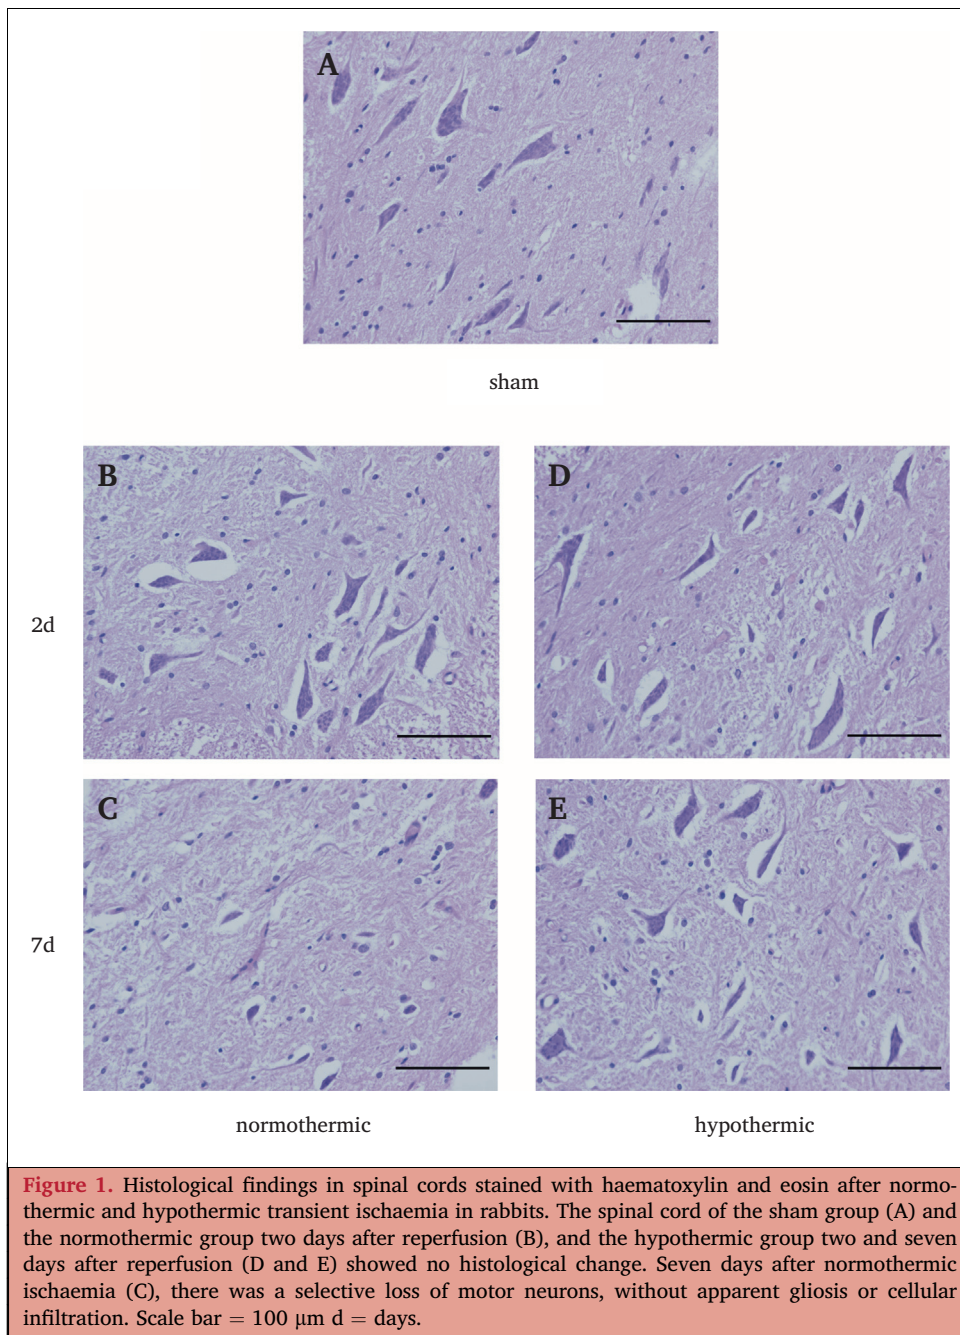 A
sham
B
D
2d
C
E
7d
normothermic
hypothermic
Figure 1. Histological findings in spinal cords stained with haematoxylin and eosin after normo-
thermic and hypothermic transient ischaemia in rabbits. The spinal cord of the sham group (A) and
the normothermic group two days after reperfusion (B), and the hypothermic group two and seven
days after reperfusion (D and E) showed no histological change. Seven days after normothermic
ischaemia (C), there was a selective loss of motor neurons, without apparent gliosis or cellular
infiltration. Scale bar = 100 μm d = days.